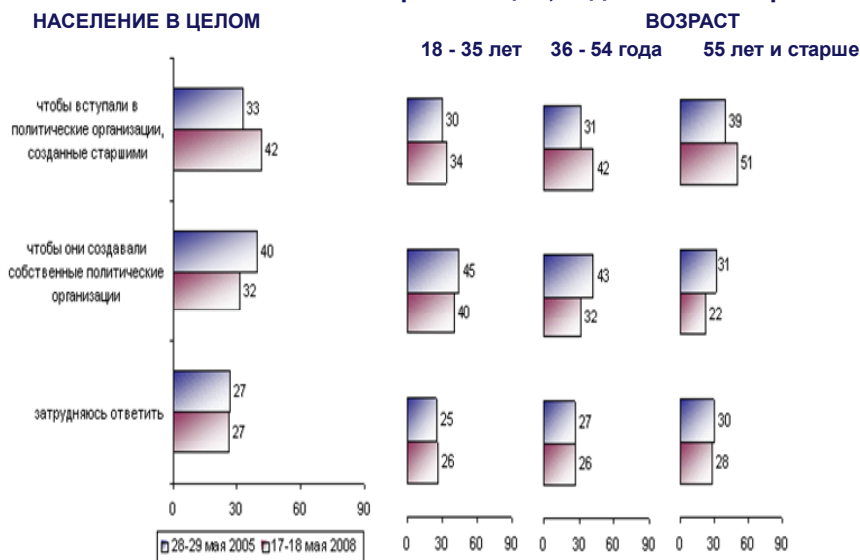 НАСЕЛЕНИЕ В ЦЕЛОМ
ВОЗРАСТ
18 - 35 лет 36 - 54 года 55 лет и старше
чтобы вступали в
политические организации,
созданные старшими
33
42
30
34
31
42
39
51
чтобы они создавали
собственные политические
организации
40
32
45
40
43
32
31
22
затрудняюсь ответить
27
27
25
26
27
26
30
28
0 30 60 90
0 30 60 90
0 30 60 90
0 30 60 90
28-29 мая 2005 17-18 мая 2008